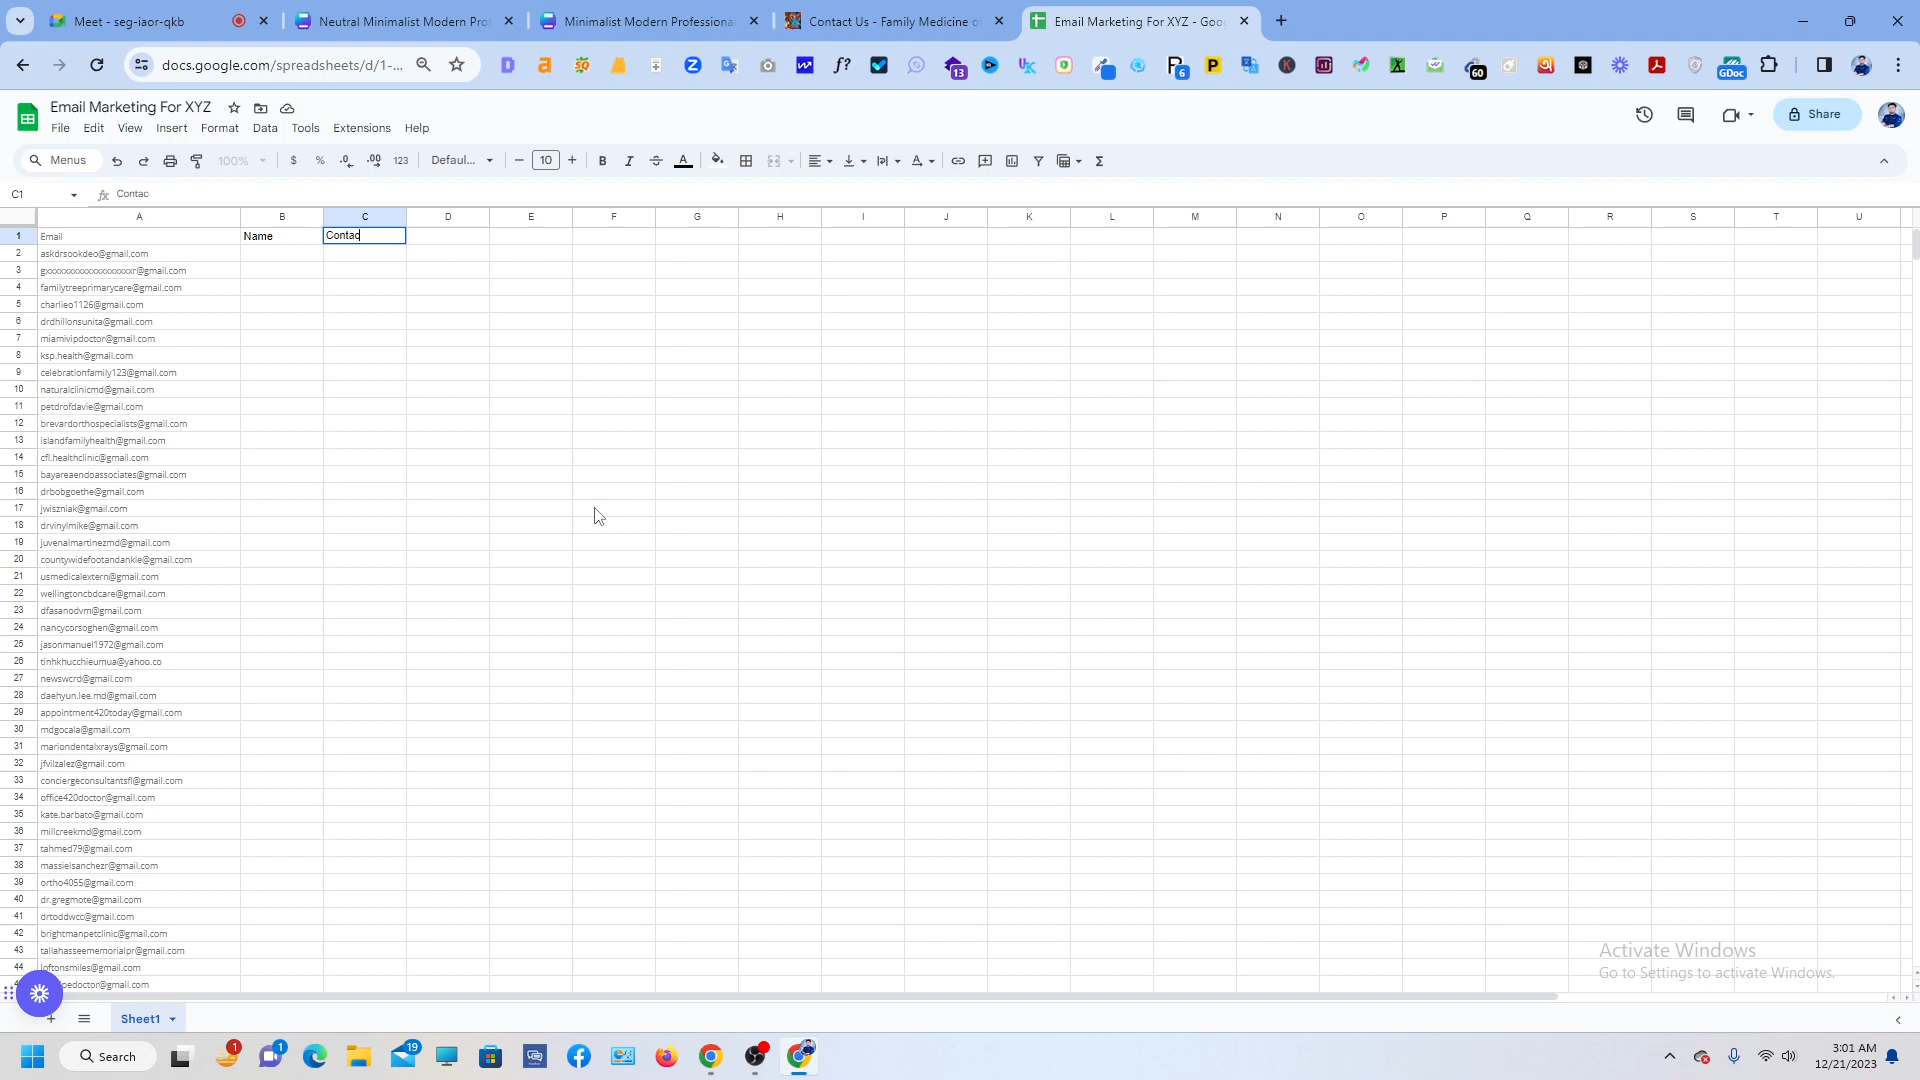 Meet - seg-iaor-qkb
Neutral Minimalist Modern Pro
Minimalist Modern Professiona
Contact Us - Family Medicine o
Email Marketing For XYZ - Goo
docs.google.com/spreadsheets/d/1-...
13
6
60
GDoc
Email Marketing For XYZ
File Edit View Insert Format Data Tools Extensions Help
Share
Menus
100%
$ % .0 .00 123
Defaul...
10
B I
C1
fx Contac
A B C D E F G H I J K L M N O P Q R S T U
1 Email Name Contac
2 askdrsookdeo@gmail.com
3
4 familytreeprimarycare@gmail.com
5 charlieo1126@gmail.com
6 drdhillonsunita@gmail.com
7 miamivipdoctor@gmail.com
8 ksp.health@gmail.com
9 celebrationfamily123@gmail.com
10 naturalclinicmd@gmail.com
11 petdrofdavie@gmail.com
12 brevardorthospecialists@gmail.com
13 islandfamilyhealth@gmail.com
14 cfl.healthclinic@gmail.com
15 bayareaendoassociates@gmail.com
16 drbobgoethe@gmail.com
17 jwiszniak@gmail.com
18 drvinylmike@gmail.com
19 juvenalmartinezmd@gmail.com
20 countywidefootandankle@gmail.com
21 usmedicalextern@gmail.com
22 wellingtoncbdcare@gmail.com
23 dfasanodvm@gmail.com
24 nancycorsoghen@gmail.com
25 jasonmanuel1972@gmail.com
26 tinhkhucchieumua@yahoo.co
27 newswcrd@gmail.com
28 daehyun.lee.md@gmail.com
29 appointment420today@gmail.com
30 mdgocala@gmail.com
31 mariondentalxrays@gmail.com
32 jfvilzalez@gmail.com
33 conciergeconsultantsfl@gmail.com
34 office420doctor@gmail.com
35 kate.barbato@gmail.com
36 millcreekmd@gmail.com
37 tahmed79@gmail.com
38 massielsanchezr@gmail.com
39 ortho4055@gmail.com
40 dr.gregmote@gmail.com
41 drtoddwcc@gmail.com
42 brightmanpetclinic@gmail.com
43 tallahasseememorialpr@gmail.com
44 loftonsmiles@gmail.com
oedoctor@gmail.com
Activate Windows
Go to Settings to activate Windows.
Sheet1
Search
1
1
19
3:01 AM
12/21/2023